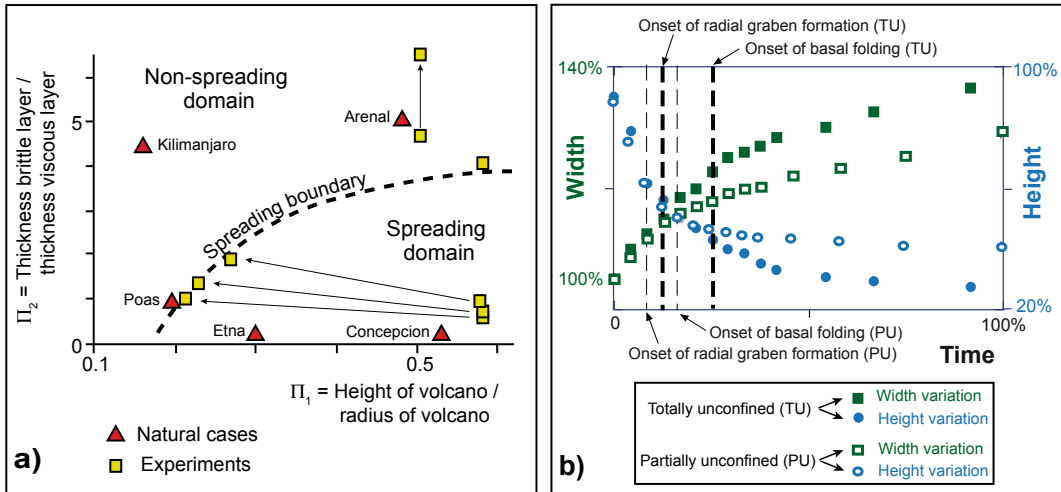 Π₂ = Thickness brittle layer /
thickness viscous layer
5
0
0.1
0.5
Non-spreading
domain
Kilimanjaro
Arenal
Spreading boundary
Spreading
domain
Poas
Etna
Concepcion
Π₁ = Height of volcano /
radius of volcano
Natural cases
Experiments
a)
Onset of radial graben formation (TU)
Onset of basal folding (TU)
140%
100%
Width
100%
20%
Height
0
100%
Onset of basal folding (PU)
Onset of radial graben formation (PU)
Time
Totally unconfined (TU)
Width variation
Height variation
Partially unconfined (PU)
Width variation
Height variation
b)